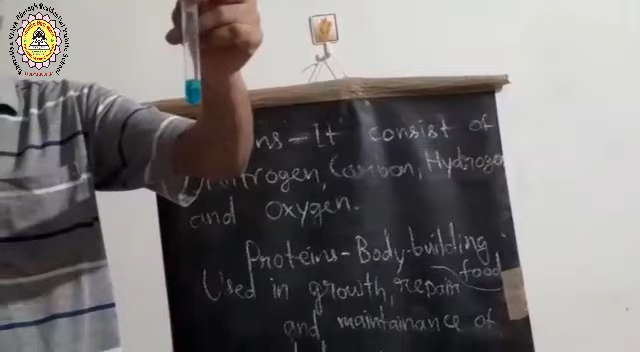 ns - It consist of
Nitrogen, Carbon, Hydrogen
and Oxygen.
Proteins - Body-building
food
Used in growth, repair
and maintainance of